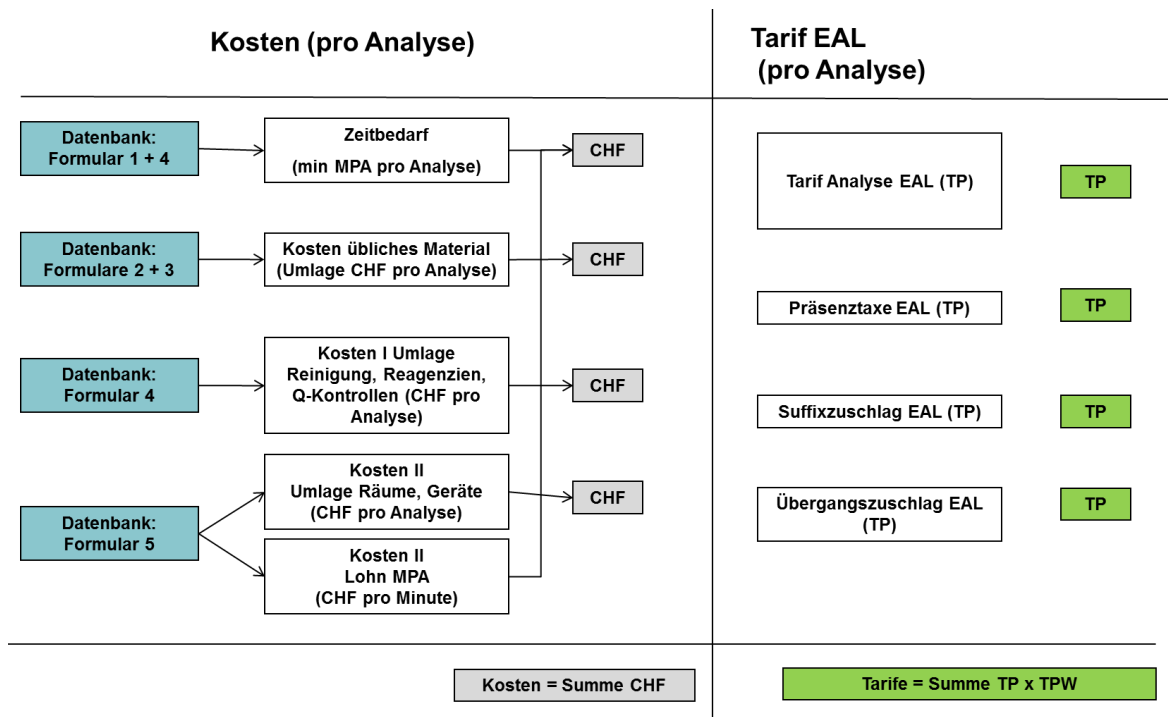 Kosten (pro Analyse)
Tarif EAL
(pro Analyse)
Datenbank:
Formular 1 + 4
Zeitbedarf
(min MPA pro Analyse)
CHF
Datenbank:
Formulare 2 + 3
Kosten übliches Material
(Umlage CHF pro Analyse)
CHF
Datenbank:
Formular 4
Kosten I Umlage
Reinigung, Reagenzien,
Q-Kontrollen (CHF pro
Analyse)
CHF
Datenbank:
Formular 5
Kosten II
Umlage Räume, Geräte
(CHF pro Analyse)
CHF
Kosten II
Lohn MPA
(CHF pro Minute)
Tarif Analyse EAL (TP)
TP
Präsenztaxe EAL (TP)
TP
Suffixzuschlag EAL (TP)
TP
Übergangszuschlag EAL
(TP)
TP
Kosten = Summe CHF
Tarife = Summe TP x TPW